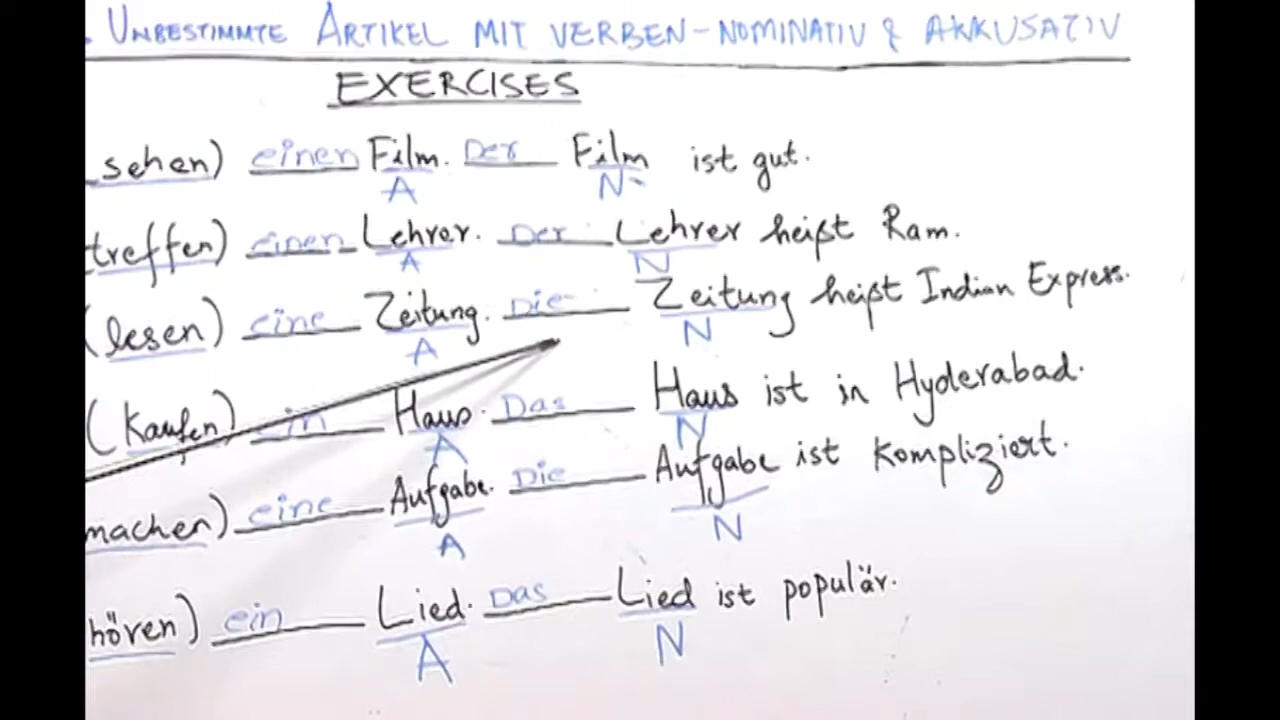 . UNBESTIMMTE ARTIKEL MIT VERBEN-NOMINATIV & AKKUSATIV
EXERCISES
sehen) einen Film. Der Film ist gut.
A N
treffen) einen Lehrer. Der Lehrer heißt Ram.
A N
(lesen) eine Zeitung. Die Zeitung heißt Indian Express.
A N
(kaufen) ein Haus. Das Haus ist in Hyderabad.
A N
machen) eine Aufgabe. Die Aufgabe ist kompliziert.
A N
hören) ein Lied. Das Lied ist populär.
A N